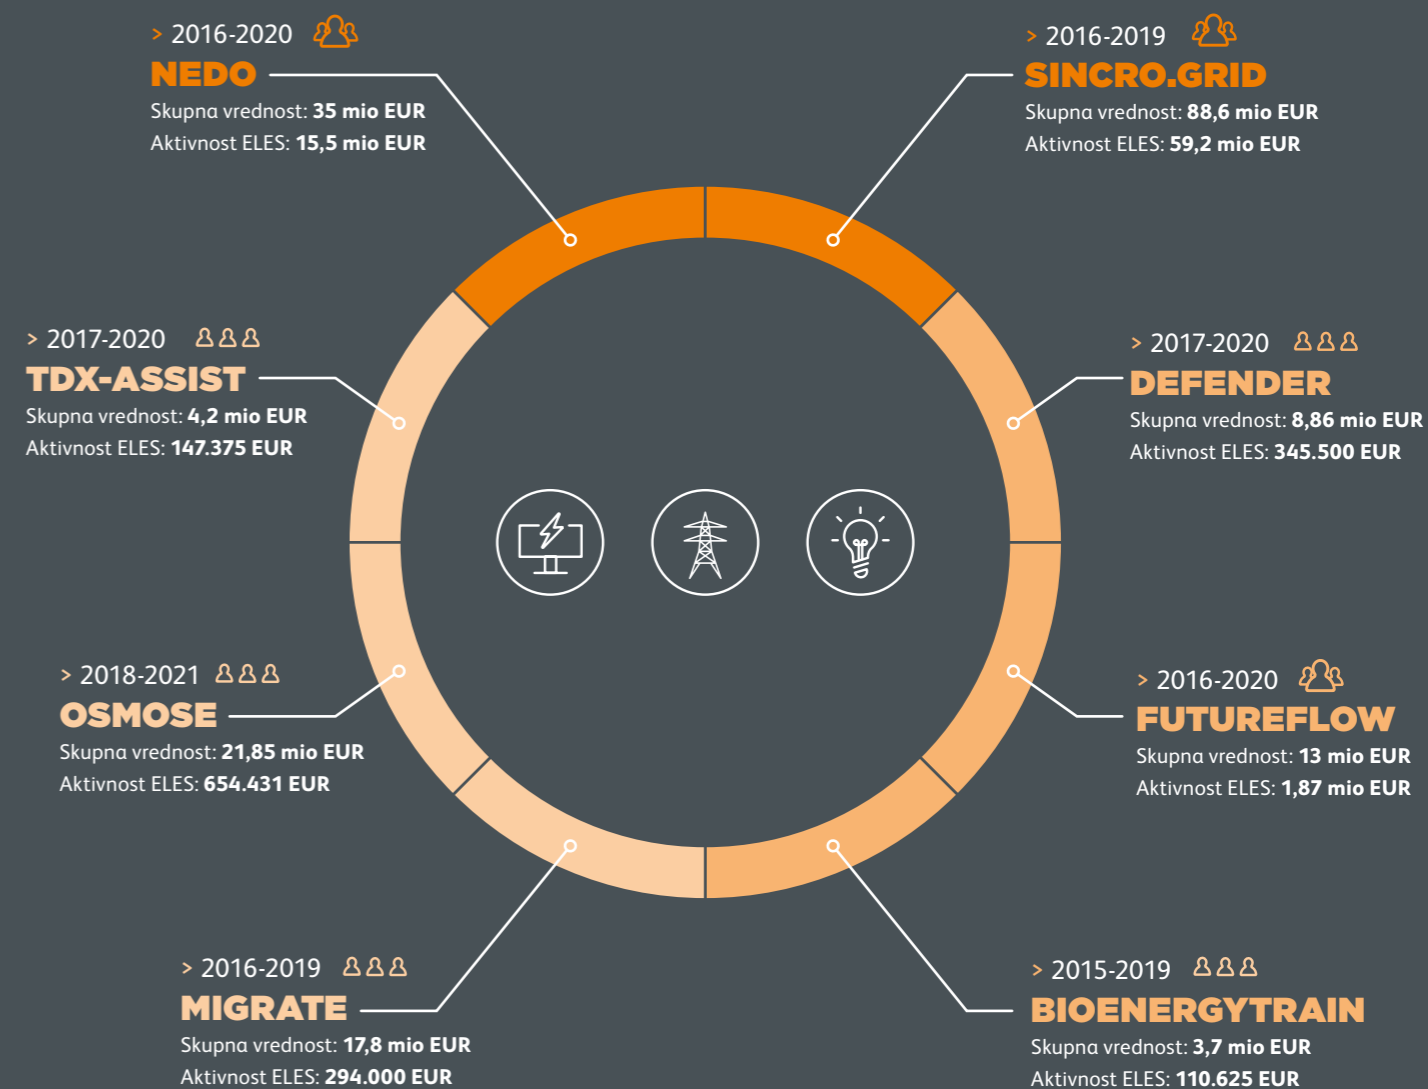 > 2016-2020
NEDO
Skupna vrednost: 35 mio EUR
Aktivnost ELES: 15,5 mio EUR
> 2016-2019
SINCRO.GRID
Skupna vrednost: 88,6 mio EUR
Aktivnost ELES: 59,2 mio EUR
> 2017-2020
TDX-ASSIST
Skupna vrednost: 4,2 mio EUR
Aktivnost ELES: 147.375 EUR
> 2017-2020
DEFENDER
Skupna vrednost: 8,86 mio EUR
Aktivnost ELES: 345.500 EUR
> 2018-2021
OSMOSE
Skupna vrednost: 21,85 mio EUR
Aktivnost ELES: 654.431 EUR
> 2016-2020
FUTUREFLOW
Skupna vrednost: 13 mio EUR
Aktivnost ELES: 1,87 mio EUR
> 2016-2019
MIGRATE
Skupna vrednost: 17,8 mio EUR
Aktivnost ELES: 294.000 EUR
> 2015-2019
BIOENERGYTRAIN
Skupna vrednost: 3,7 mio EUR
Aktivnost ELES: 110.625 EUR